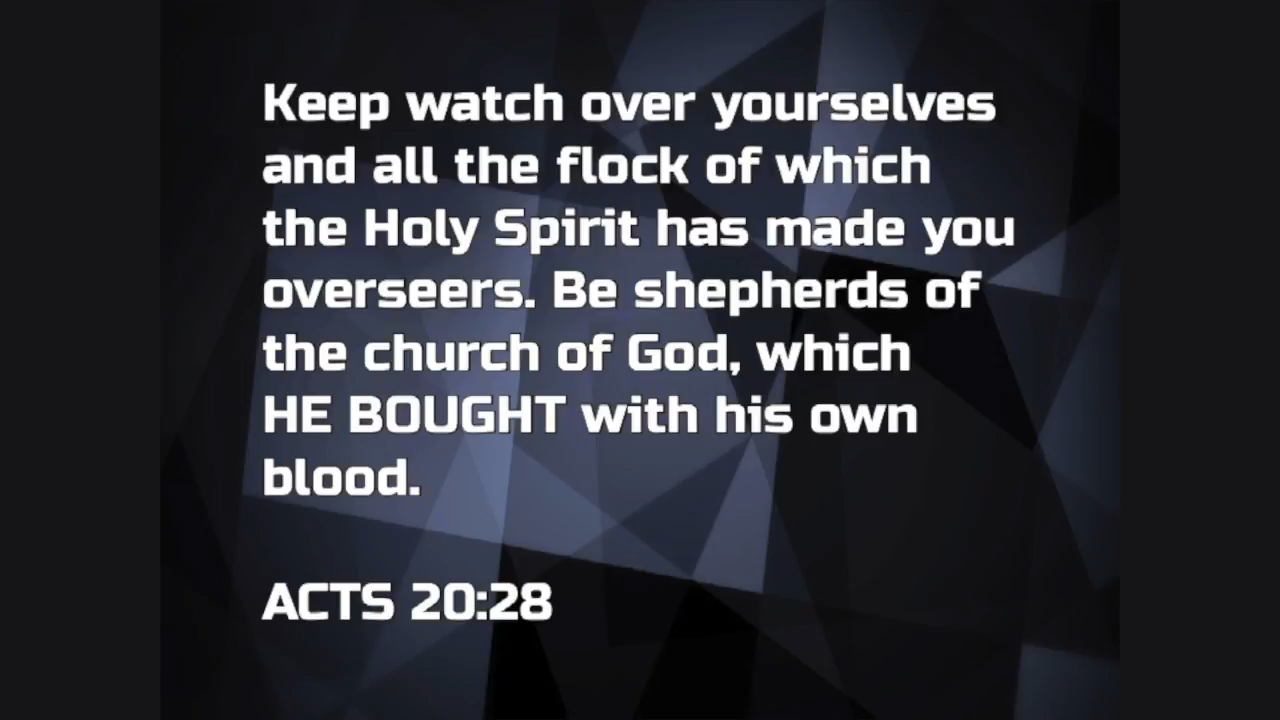 Keep watch over yourselves
and all the flock of which
the Holy Spirit has made you
overseers. Be shepherds of
the church of God, which
HE BOUGHT with his own
blood.
ACTS 20:28